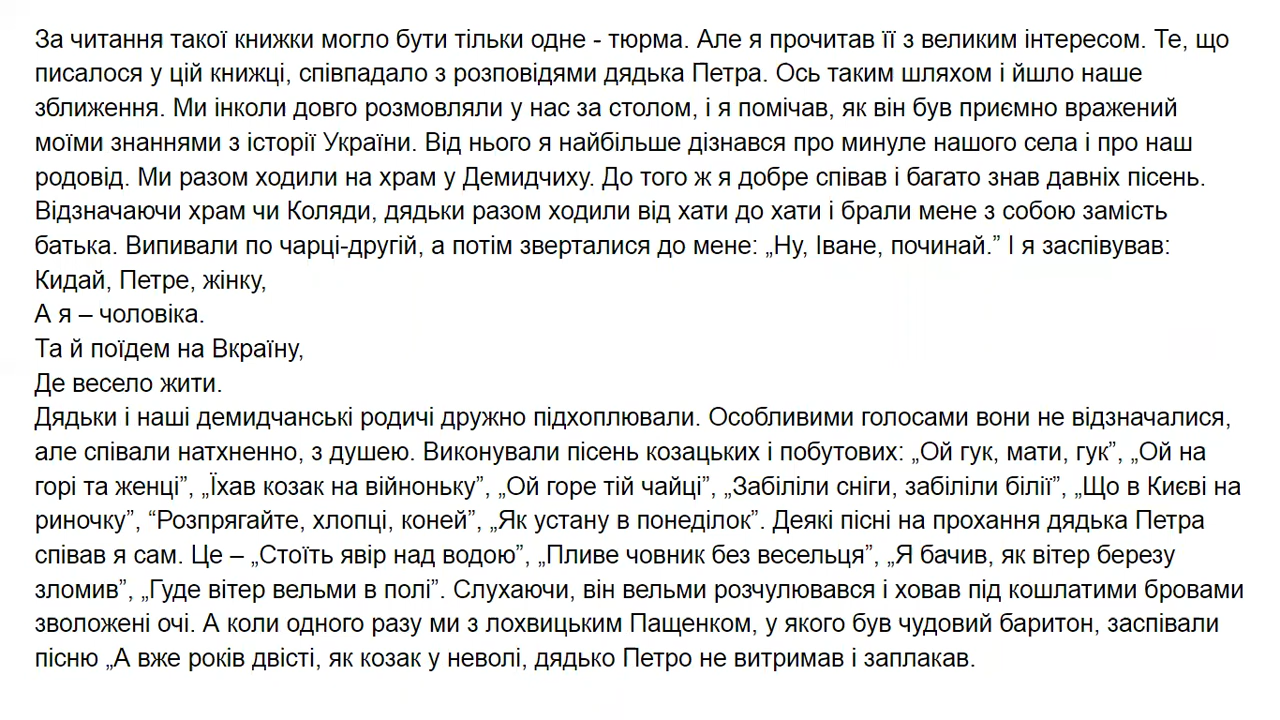 За читання такої книжки могло бути тільки одне - тюрма. Але я прочитав її з великим інтересом. Те, що
писалося у цій книжці, співпадало з розповідями дядька Петра. Ось таким шляхом і йшло наше
зближення. Ми інколи довго розмовляли у нас за столом, і я помічав, як він був приємно вражений
моїми знаннями з історії України. Від нього я найбільше дізнався про минуле нашого села і про наш
родовід. Ми разом ходили на храм у Демидчиху. До того ж я добре співав і багато знав давніх пісень.
Відзначаючи храм чи Коляди, дядьки разом ходили від хати до хати і брали мене з собою замість
батька. Випивали по чарці-другій, а потім зверталися до мене: „Ну, Іване, починай.” І я заспівував:
Кидай, Петре, жінку,
А я – чоловіка.
Та й поїдем на Вкраїну,
Де весело жити.
Дядьки і наші демидчанські родичі дружно підхоплювали. Особливими голосами вони не відзначалися,
але співали натхненно, з душею. Виконували пісень козацьких і побутових: „Ой гук, мати, гук”, „Ой на
горі та женці”, „Їхав козак на війноньку”, „Ой горе тій чайці”, „Забіліли сніги, забіліли білії”, „Що в Києві на
риночку”, “Розпрягайте, хлопці, коней”, „Як устану в понеділок”. Деякі пісні на прохання дядька Петра
співав я сам. Це – „Стоїть явір над водою”, „Пливе човник без весельця”, „Я бачив, як вітер березу
зломив”, „Гуде вітер вельми в полі”. Слухаючи, він вельми розчулювався і ховав під кошлатими бровами
зволожені очі. А коли одного разу ми з лохвицьким Пащенком, у якого був чудовий баритон, заспівали
пісню „А вже років двісті, як козак у неволі, дядько Петро не витримав і заплакав.